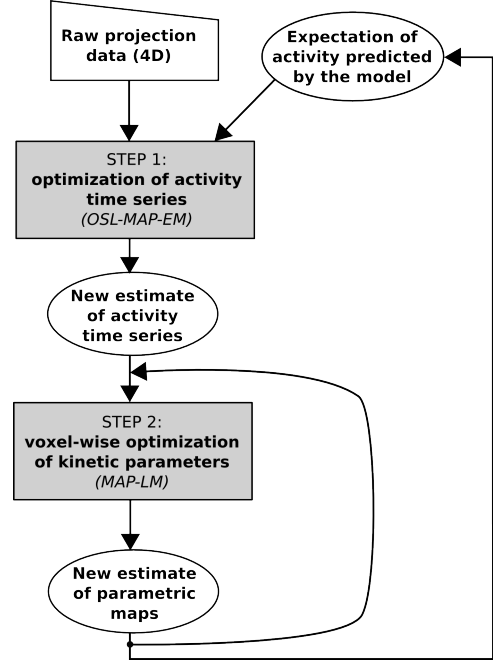 Raw projection
data (4D)
Expectation of
activity predicted
by the model
STEP 1:
optimization of activity
time series
(OSL-MAP-EM)
New estimate
of activity
time series
STEP 2:
voxel-wise optimization
of kinetic parameters
(MAP-LM)
New estimate
of parametric
maps